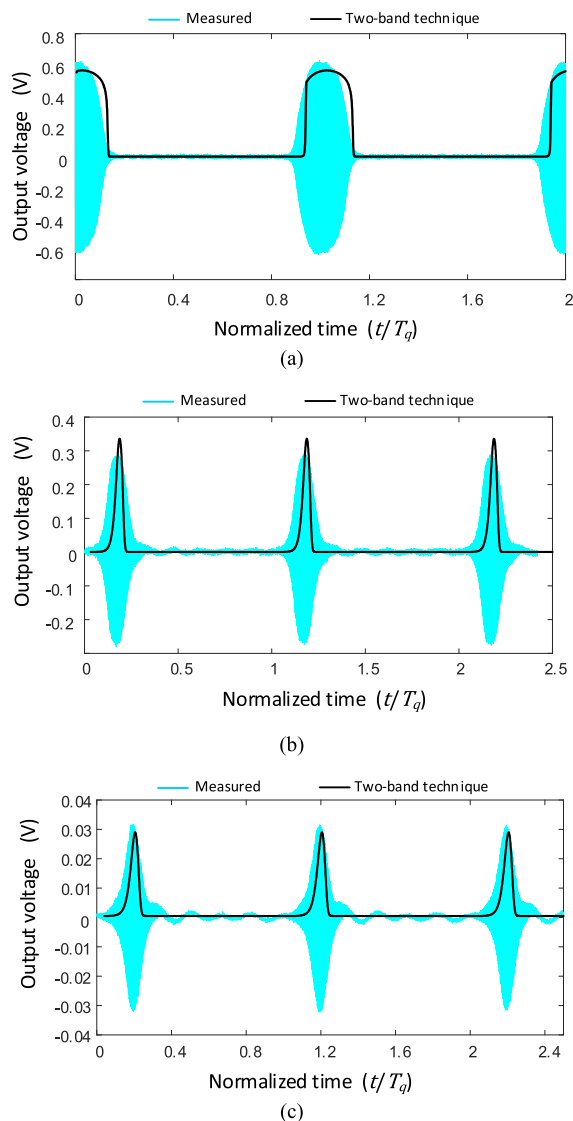 Measured Two-band technique
0.8
0.6
0.4
0.2
0
-0.2
-0.4
-0.6
Output voltage (V)
0 0.4 0.8 1.2 1.6 2
Normalized time (t/Tq)
(a)
Measured Two-band technique
0.4
0.3
0.2
0.1
0
-0.1
-0.2
Output voltage (V)
0 0.5 1 1.5 2 2.5
Normalized time (t/Tq)
(b)
Measured Two-band technique
0.04
0.03
0.02
0.01
0
-0.01
-0.02
-0.03
-0.04
Output voltage (V)
0 0.4 0.8 1.2 1.6 2 2.4
Normalized time (t/Tq)
(c)